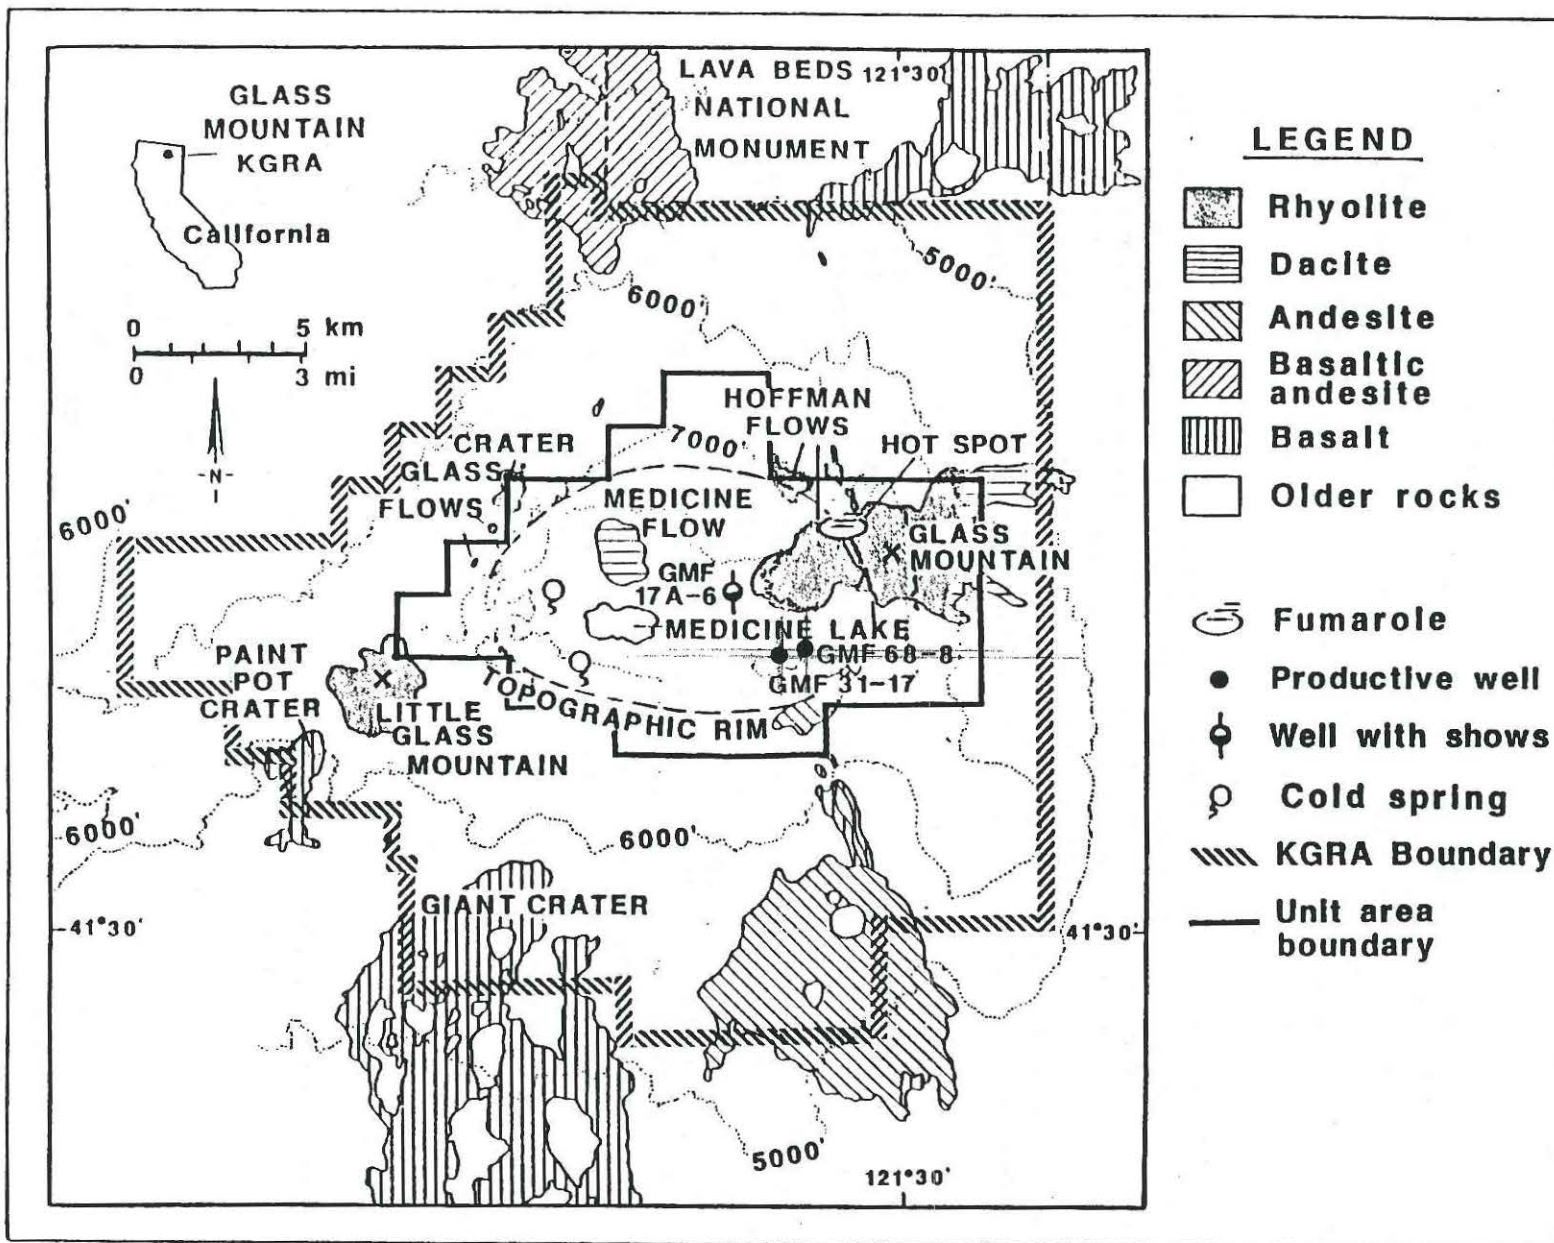 GLASS
MOUNTAIN
KGRA
California
0 5 km
0 3 mi
-N-
LAVA BEDS
NATIONAL
MONUMENT
121°30'
5000'
6000'
7000'
HOFFMAN
FLOWS
HOT SPOT
CRATER
GLASS
FLOWS
MEDICINE
FLOW
GLASS
MOUNTAIN
GMF
17A-6
MEDICINE LAKE
GMF 68-8
GMF 31-17
TOPOGRAPHIC RIM
6000'
PAINT
POT
CRATER
LITTLE
GLASS
MOUNTAIN
6000'
6000'
GIANT CRATER
41°30'
41°30'
5000'
121°30'
LEGEND
Rhyolite
Dacite
Andesite
Basaltic
andesite
Basalt
Older rocks
Fumarole
Productive well
Well with shows
Cold spring
KGRA Boundary
Unit area
boundary